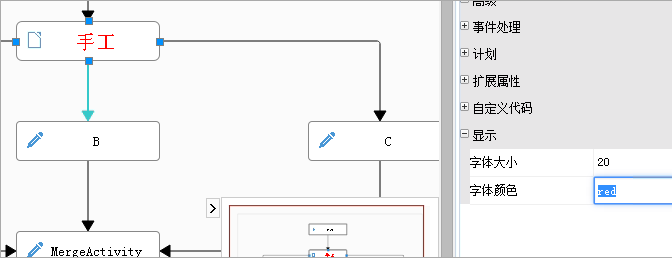 手工
B
C
MergeActivity
高级
事件处理
计划
扩展属性
自定义代码
显示
字体大小 20
字体颜色 red